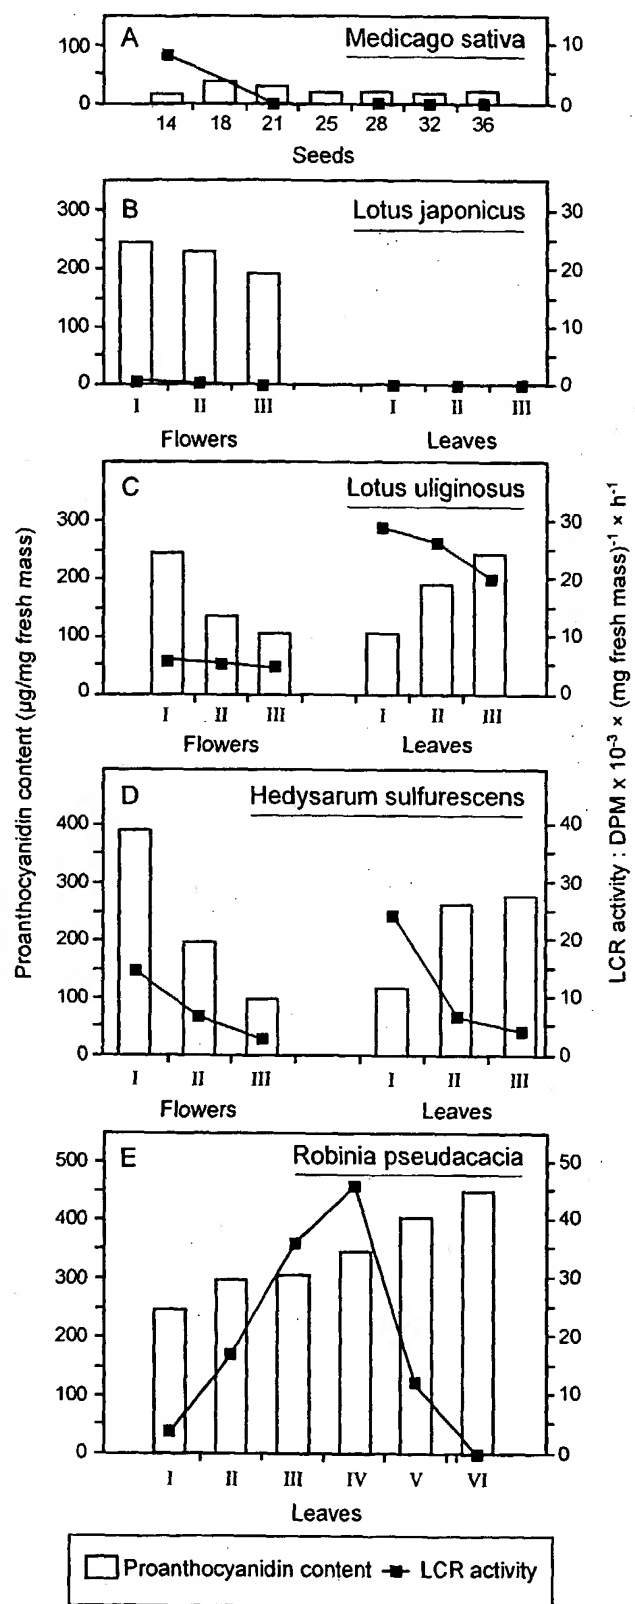 A Medicago sativa
100
0
10
0
14 18 21 25 28 32 36
Seeds
B Lotus japonicus
300
200
100
0
30
20
10
0
I II III I II III
Flowers Leaves
C Lotus uliginosus
300
200
100
0
30
20
10
0
I II III I II III
Flowers Leaves
D Hedysarum sulfurescens
400
300
200
100
0
40
30
20
10
0
I II III I II III
Flowers Leaves
E Robinia pseudacacia
500
400
300
200
100
0
50
40
30
20
10
0
I II III IV V VI
Leaves
Proanthocyanidin content (µg/mg fresh mass)
LCR activity : DPM x 10⁻³ × (mg fresh mass)⁻¹ × h⁻¹
Proanthocyanidin content LCR activity